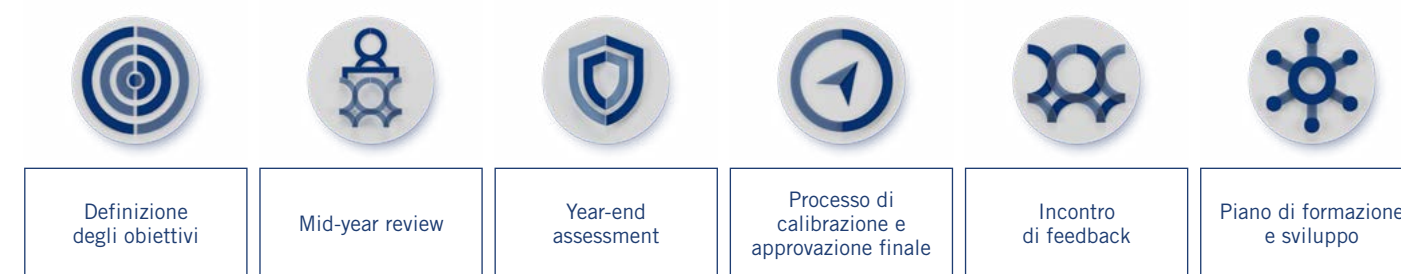 Definizione
degli obiettivi
Mid-year review
Year-end
assessment
Processo di
calibrazione e
approvazione finale
Incontro
di feedback
Piano di formazione
e sviluppo